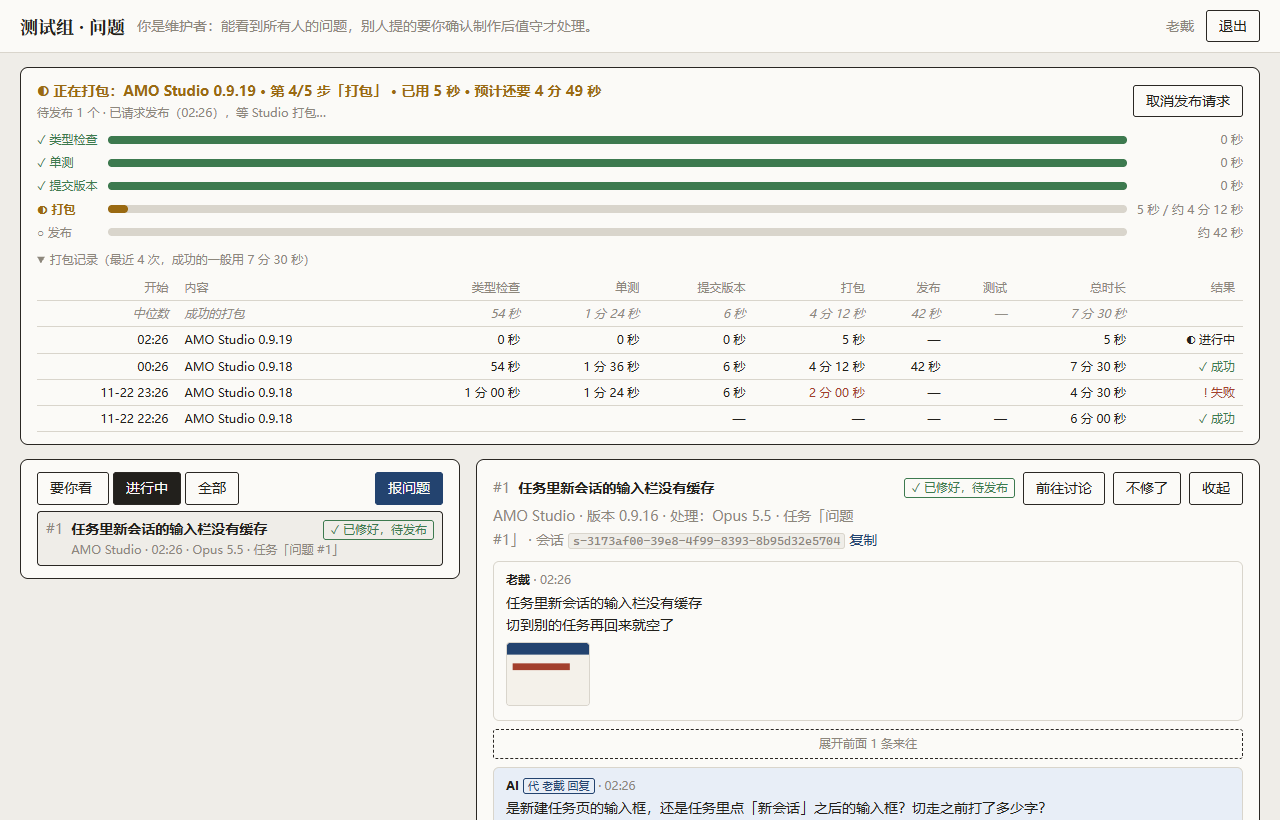 测试组 · 问题 你是维护者：能看到所有人的问题，别人提的要你确认制作后值守才处理。 老戴 退出
◐ 正在打包：AMO Studio 0.9.19 · 第 4/5 步「打包」 · 已用 5 秒 · 预计还要 4 分 49 秒
待发布 1 个 · 已请求发布（02:26），等 Studio 打包… 取消发布请求
✓ 类型检查 0 秒
✓ 单测 0 秒
✓ 提交版本 0 秒
◐ 打包 5 秒 / 约 4 分 12 秒
○ 发布 约 42 秒
▼ 打包记录（最近 4 次，成功的一般用 7 分 30 秒）
开始 内容 类型检查 单测 提交版本 打包 发布 测试 总时长 结果
中位数 成功的打包 54 秒 1 分 24 秒 6 秒 4 分 12 秒 42 秒 — 7 分 30 秒
02:26 AMO Studio 0.9.19 0 秒 0 秒 0 秒 5 秒 — 5 秒 ◐ 进行中
00:26 AMO Studio 0.9.18 54 秒 1 分 36 秒 6 秒 4 分 12 秒 42 秒 7 分 30 秒 ✓ 成功
11-22 23:26 AMO Studio 0.9.18 1 分 00 秒 1 分 24 秒 6 秒 2 分 00 秒 — 4 分 30 秒 ! 失败
11-22 22:26 AMO Studio 0.9.18 — — — — 6 分 00 秒 ✓ 成功
要你看 进行中 全部 报问题
#1 任务里新会话的输入栏没有缓存 ✓ 已修好，待发布
AMO Studio · 02:26 · Opus 5.5 · 任务「问题 #1」
#1 任务里新会话的输入栏没有缓存 ✓ 已修好，待发布 前往讨论 不修了 收起
AMO Studio · 版本 0.9.16 · 处理：Opus 5.5 · 任务「问题
#1」 · 会话 s-3173af00-39e8-4f99-8393-8b95d32e5704 复制
老戴 · 02:26
任务里新会话的输入栏没有缓存
切到别的任务再回来就空了
展开前面 1 条来往
AI 代 老戴 回复 · 02:26
是新建任务页的输入框，还是任务里点「新会话」之后的输入框？切走之前打了多少字？